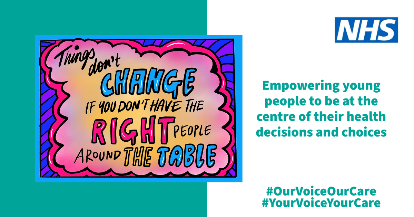 NHS
Things
don't
CHANGE
IF YOU DON'T HAVE THE
RIGHT PEOPLE
AROUND THE TABLE
Empowering young
people to be at the
centre of their health
decisions and choices
#OurVoiceOurCare
#YourVoiceYourCare